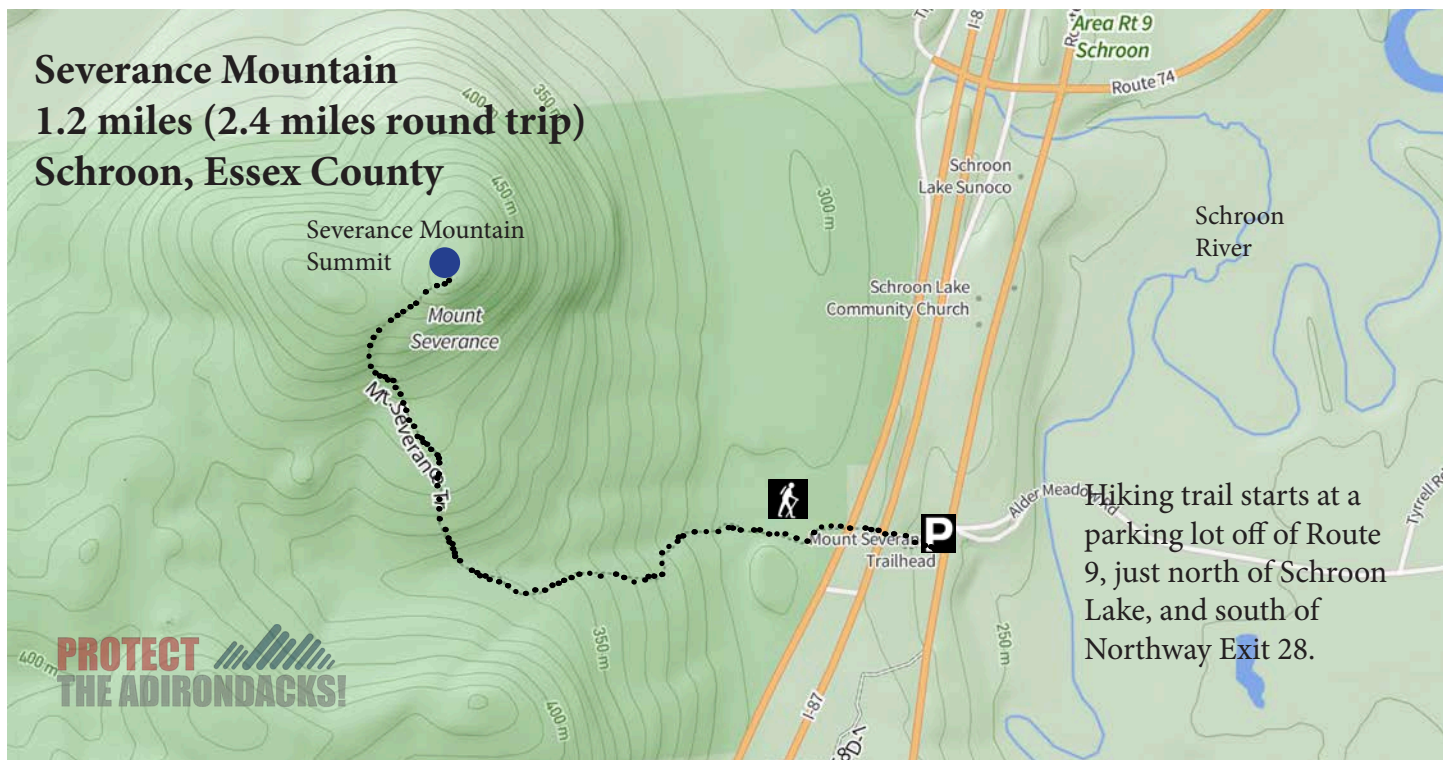 Severance Mountain
1.2 miles (2.4 miles round trip)
Schroon, Essex County
400
350 m
450 m
Severance Mountain
Summit
Mount
Severance
Mt. Severance Tr
300 m
I-8
Area Rt 9
Schroon
Route 74
Schroon
Lake Sunoco
Schroon
River
Schroon Lake
Community Church
Mount Severan
Trailhead
P
Alder Meadow Rd
Tyrrell R
Hiking trail starts at a
parking lot off of Route
9, just north of Schroon
Lake, and south of
Northway Exit 28.
250 m
350 m
400 m
400 m
I-87
PROTECT
THE ADIRONDACKS!